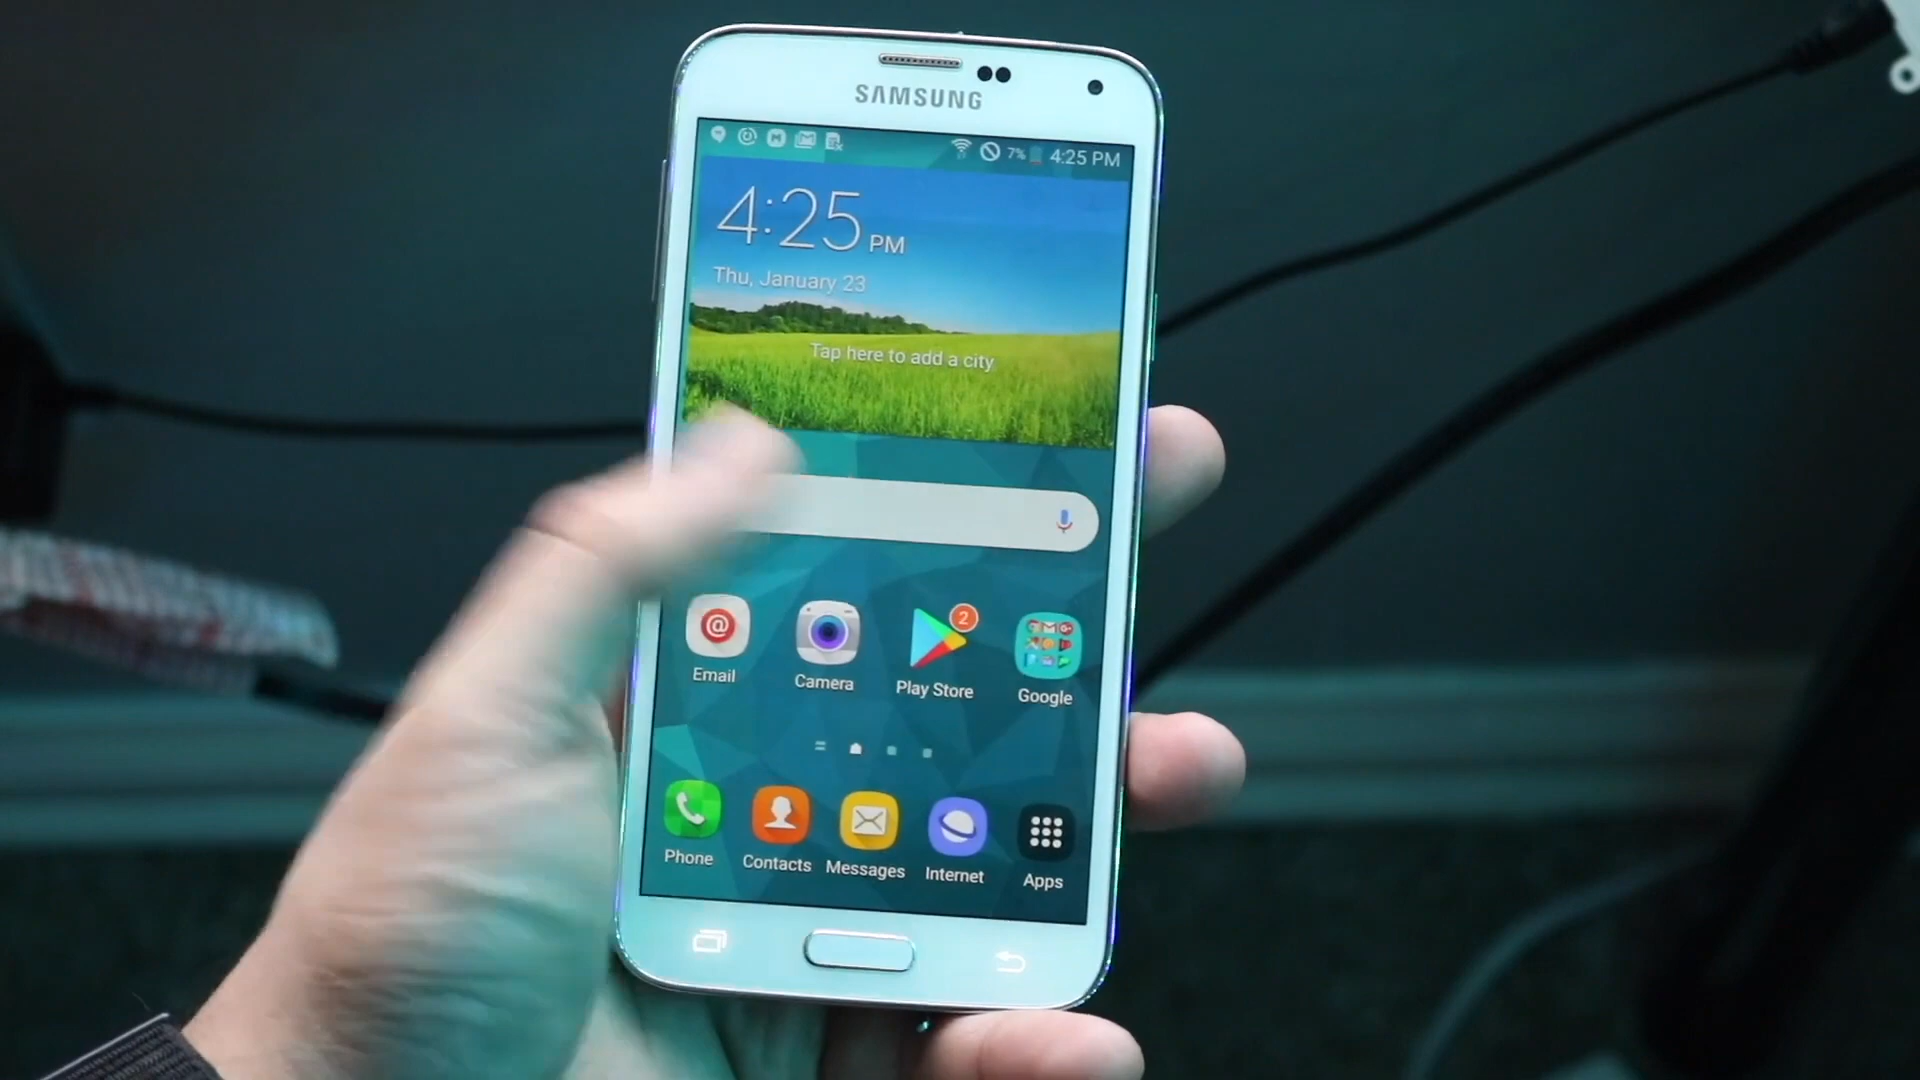 SAMSUNG
7% 4:25 PM
4:25 PM
Thu, January 23
Tap here to add a city
2
Email Camera Play Store Google
Phone Contacts Messages Internet Apps